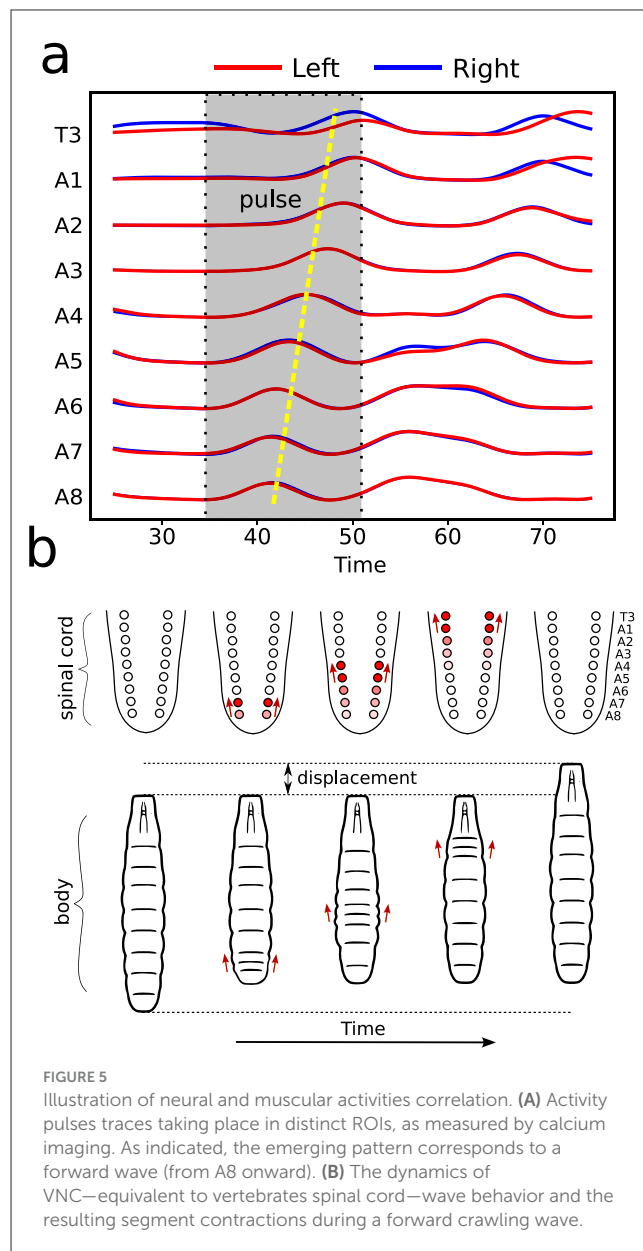 a
Left Right
T3
A1
pulse
A2
A3
A4
A5
A6
A7
A8
30 40 50 60 70
Time
b
spinal cord
T3
A1
A2
A3
A4
A5
A6
A7
A8
displacement
body
Time
FIGURE 5
Illustration of neural and muscular activities correlation. (A) Activity
pulses traces taking place in distinct ROIs, as measured by calcium
imaging. As indicated, the emerging pattern corresponds to a
forward wave (from A8 onward). (B) The dynamics of
VNC—equivalent to vertebrates spinal cord—wave behavior and the
resulting segment contractions during a forward crawling wave.